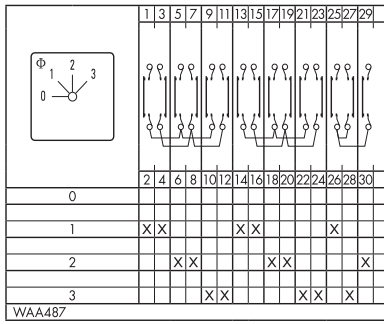 1 3 5 7 9 11 13 15 17 19 21 23 25 27 29
Φ
1 2 3
0
2 4 6 8 10 12 14 16 18 20 22 24 26 28 30
0
1 X X X X X
2 X X X X X
3 X X X X X
WAA487